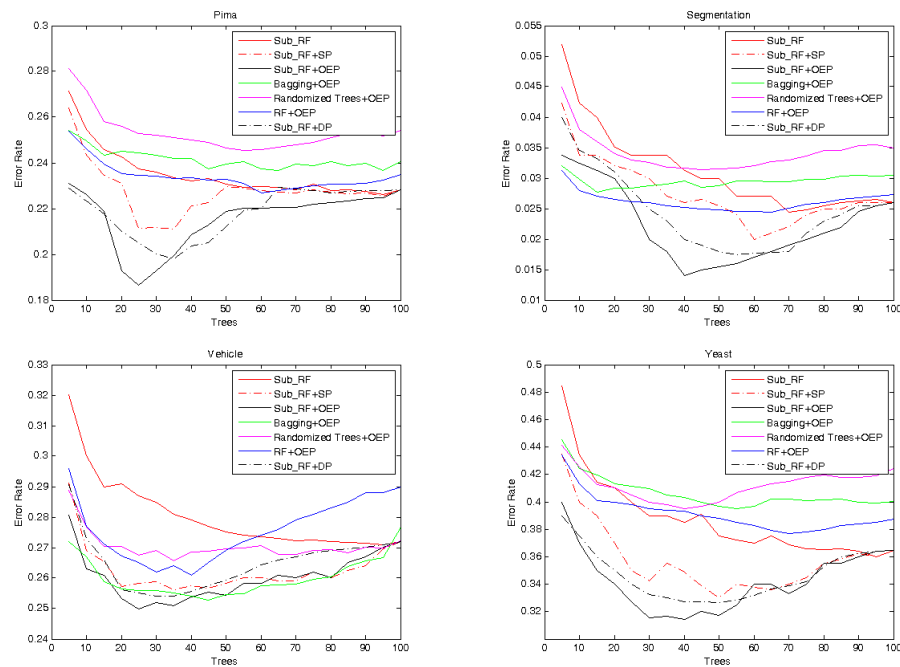 Pima
0.3
0.28
0.26
0.24
0.22
0.2
0.18
Error Rate
0 10 20 30 40 50 60 70 80 90 100
Trees
Sub_RF
Sub_RF+SP
Sub_RF+OEP
Bagging+OEP
Randomized Trees+OEP
RF+OEP
Sub_RF+DP
Segmentation
0.055
0.05
0.045
0.04
0.035
0.03
0.025
0.02
0.015
0.01
Error Rate
0 10 20 30 40 50 60 70 80 90 100
Trees
Sub_RF
Sub_RF+SP
Sub_RF+OEP
Bagging+OEP
Randomized Trees+OEP
RF+OEP
Sub_RF+DP
Vehicle
0.33
0.32
0.31
0.3
0.29
0.28
0.27
0.26
0.25
0.24
Error Rate
0 10 20 30 40 50 60 70 80 90 100
Trees
Sub_RF
Sub_RF+SP
Sub_RF+OEP
Bagging+OEP
Randomized Trees+OEP
RF+OEP
Sub_RF+DP
Yeast
0.5
0.48
0.46
0.44
0.42
0.4
0.38
0.36
0.34
0.32
Error Rate
0 10 20 30 40 50 60 70 80 90 100
Trees
Sub_RF
Sub_RF+SP
Sub_RF+OEP
Bagging+OEP
Randomized Trees+OEP
RF+OEP
Sub_RF+DP